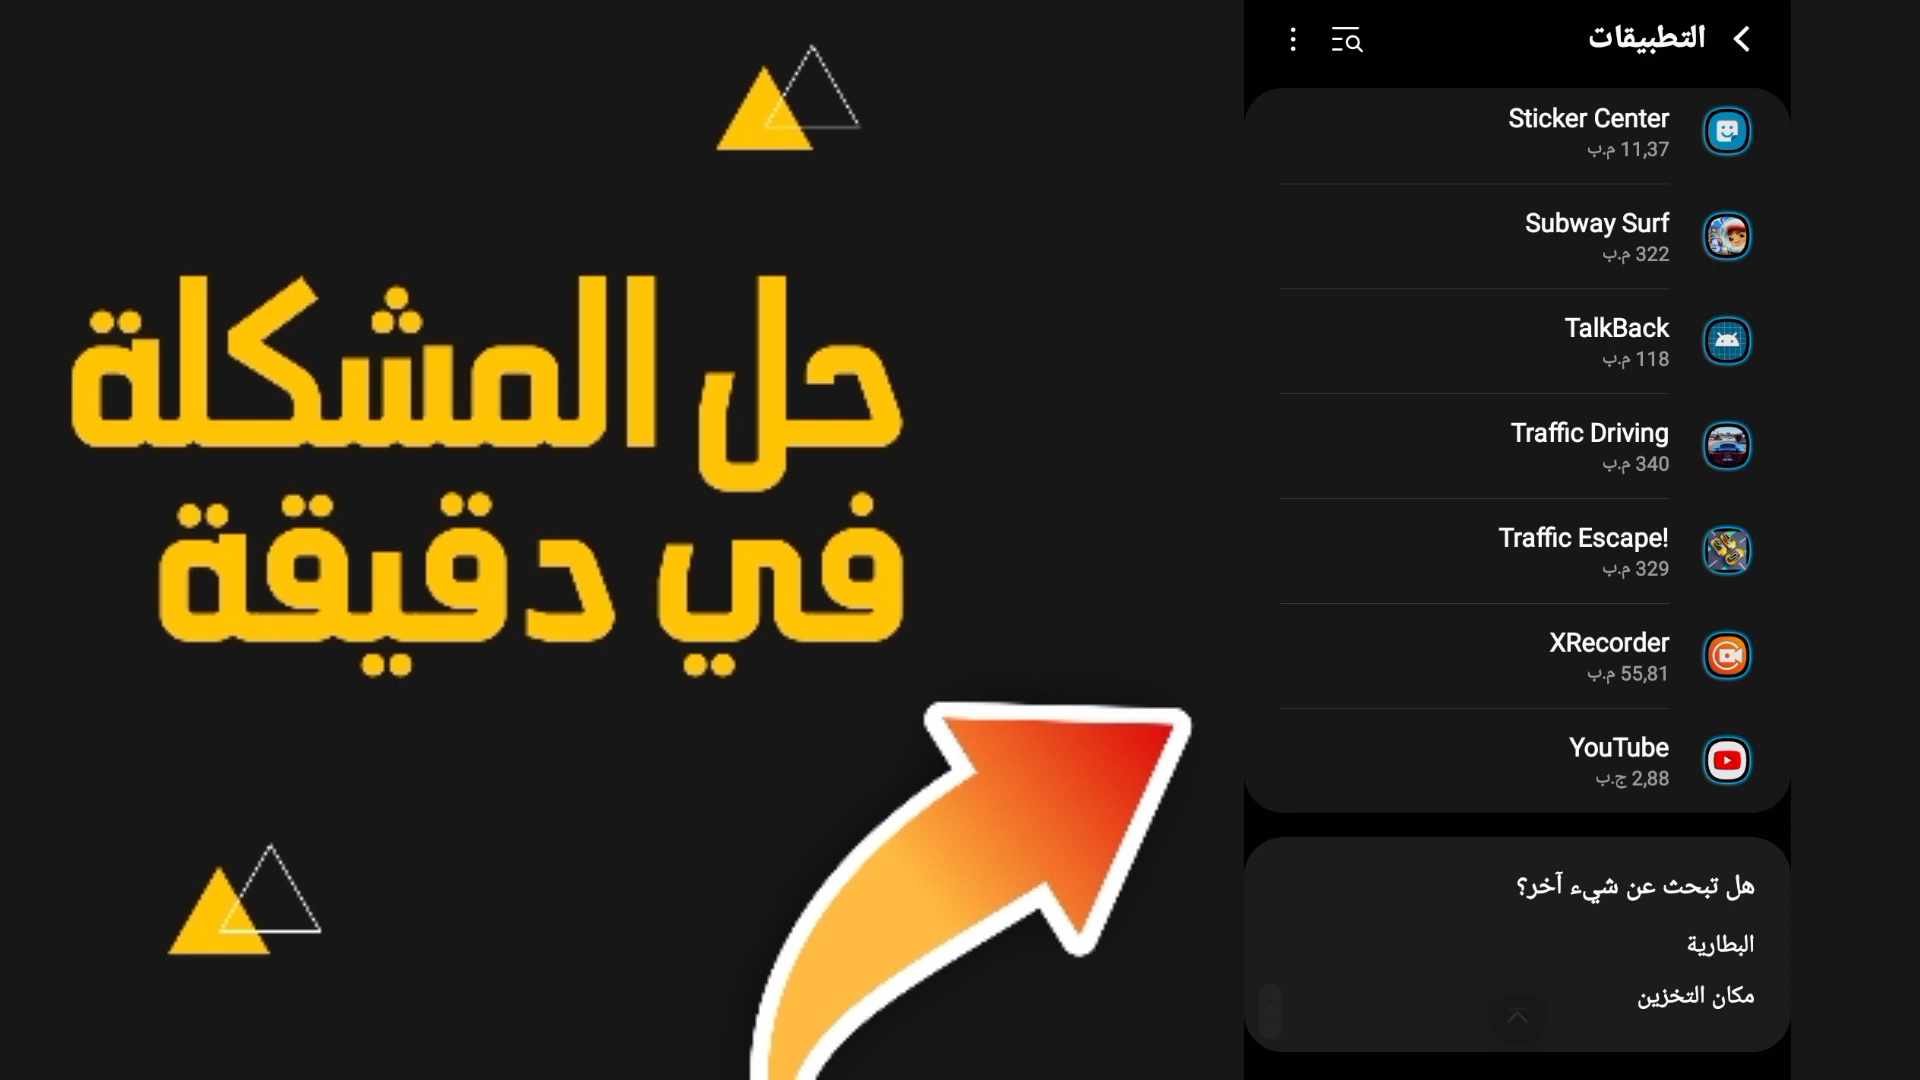 حل المشكلة
في دقيقة
التطبيقات
Sticker Center
11,37 م.ب
Subway Surf
322 م.ب
TalkBack
118 م.ب
Traffic Driving
340 م.ب
Traffic Escape!
329 م.ب
XRecorder
55,81 م.ب
YouTube
2,88 ج.ب
هل تبحث عن شيء آخر؟
البطارية
مكان التخزين